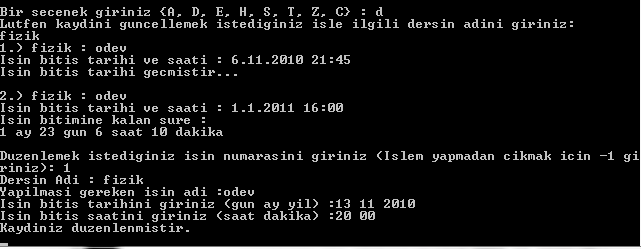 Bir secenek giriniz {A, D, E, H, S, T, Z, C} : d
Lutfen kaydini guncellemek istediginiz isle ilgili dersin adini giriniz:
fizik
1.) fizik : odev
Isin bitis tarihi ve saati : 6.11.2010 21:45
Isin bitis tarihi gecmistir...
2.) fizik : odev
Isin bitis tarihi ve saati : 1.1.2011 16:00
Isin bitimine kalan sure :
1 ay 23 gun 6 saat 10 dakika
Duzenlemek istediginiz isin numarasini giriniz (Islem yapmadan cikmak icin -1 gi
riniz): 1
Dersin Adi : fizik
Yapilmasi gereken isin adi :odev
Isin bitis tarihini giriniz (gun ay yil) :13 11 2010
Isin bitis saatini giriniz (saat dakika) :20 00
Kaydiniz duzenlenmistir.